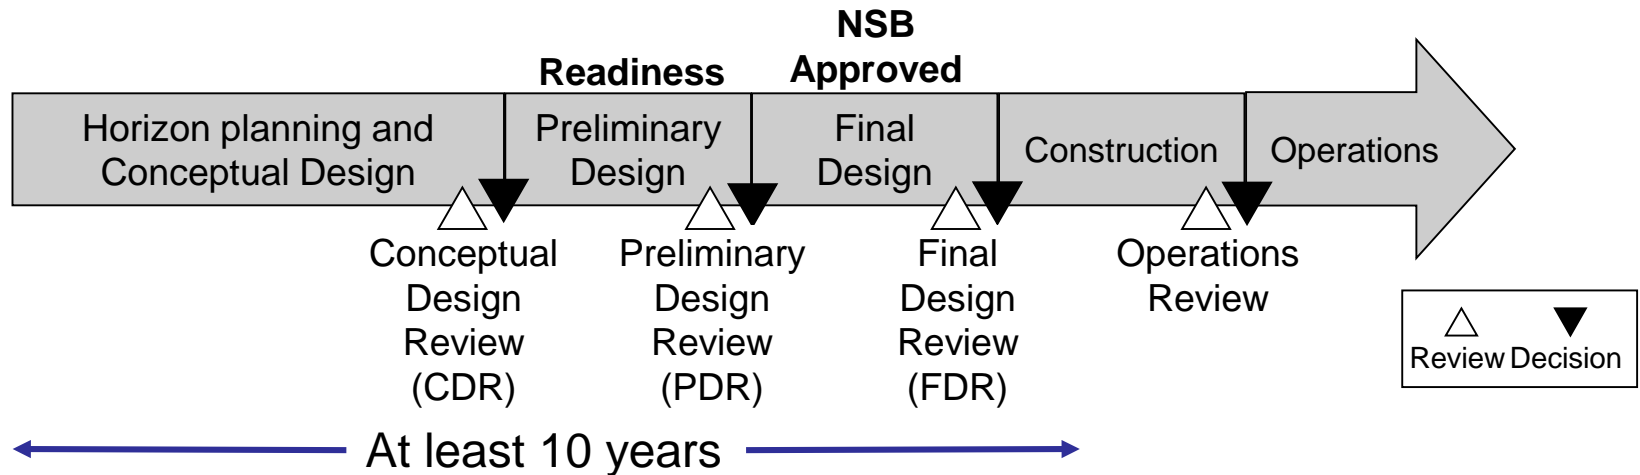 Readiness
NSB
Approved
Horizon planning and
Conceptual Design
Preliminary
Design
Final
Design
Construction
Operations
Conceptual
Design
Review
(CDR)
Preliminary
Design
Review
(PDR)
Final
Design
Review
(FDR)
Operations
Review
Review Decision
At least 10 years